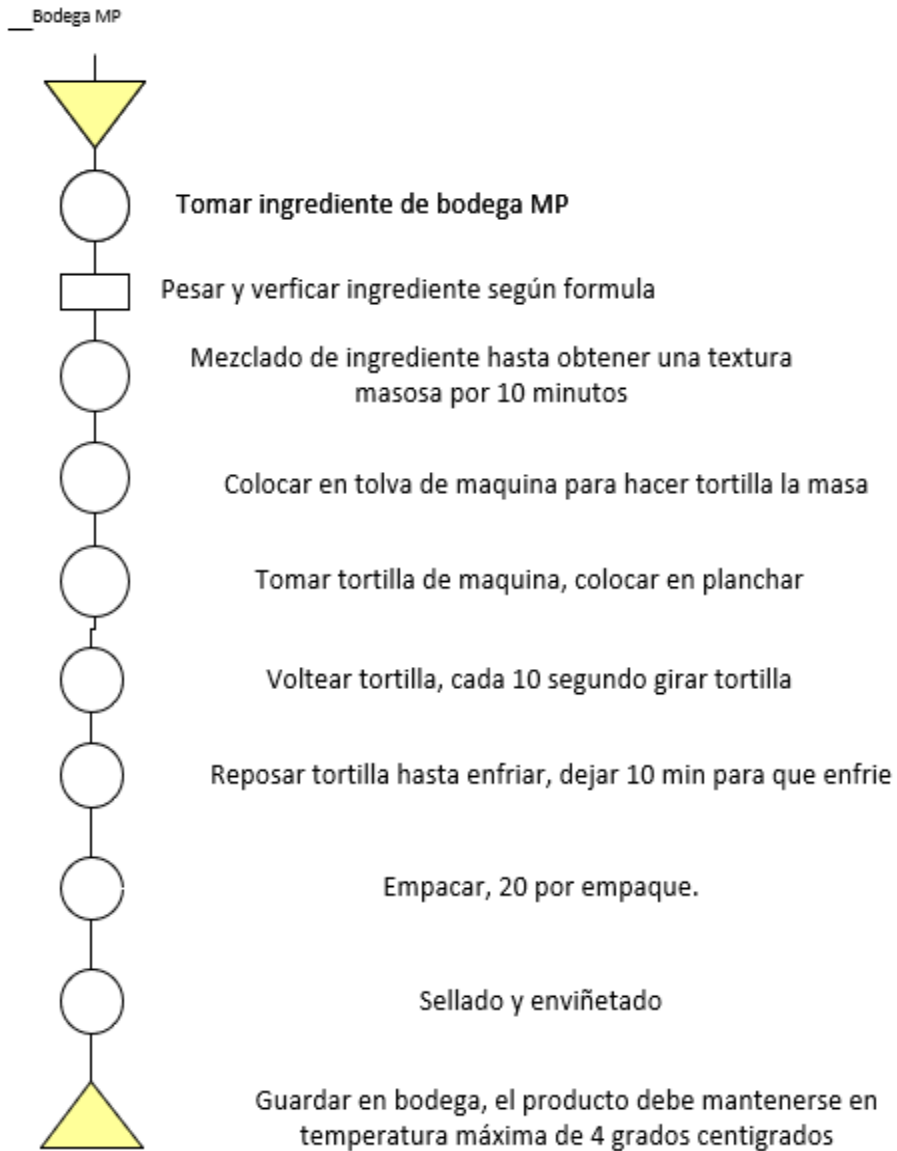 Bodega MP
Tomar ingrediente de bodega MP
Pesar y verficar ingrediente según formula
Mezclado de ingrediente hasta obtener una textura
masosa por 10 minutos
Colocar en tolva de maquina para hacer tortilla la masa
Tomar tortilla de maquina, colocar en planchar
Voltear tortilla, cada 10 segundo girar tortilla
Reposar tortilla hasta enfriar, dejar 10 min para que enfrie
Empacar, 20 por empaque.
Sellado y enviñetado
Guardar en bodega, el producto debe mantenerse en
temperatura máxima de 4 grados centigrados